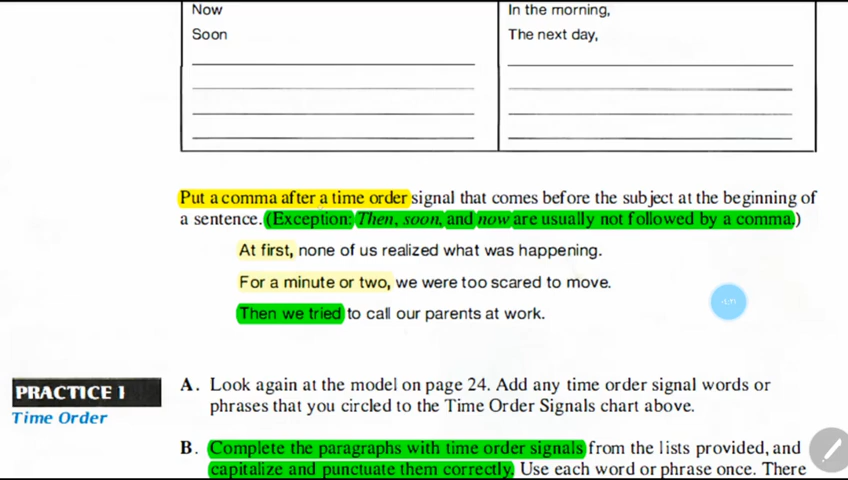 Now
In the morning,
Soon
The next day,
Put a comma after a time order signal that comes before the subject at the beginning of
a sentence. (Exception: Then, soon, and now are usually not followed by a comma.)
At first, none of us realized what was happening.
For a minute or two, we were too scared to move.
Then we tried to call our parents at work.
PRACTICE 1
Time Order
A. Look again at the model on page 24. Add any time order signal words or
phrases that you circled to the Time Order Signals chart above.
B. Complete the paragraphs with time order signals from the lists provided, and
capitalize and punctuate them correctly. Use each word or phrase once. There